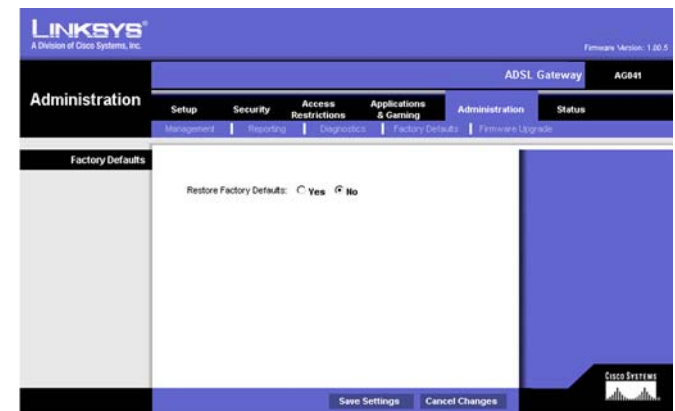 LINKSYS®
A Division of Cisco Systems, Inc.
Firmware Version: 1.00.5
ADSL Gateway AG041
Administration
Setup Security Access Restrictions Applications & Gaming Administration Status
Management Reporting Diagnostics Factory Defaults Firmware Upgrade
Factory Defaults
Restore Factory Defaults: Yes No
CISCO SYSTEMS
Save Settings Cancel Changes